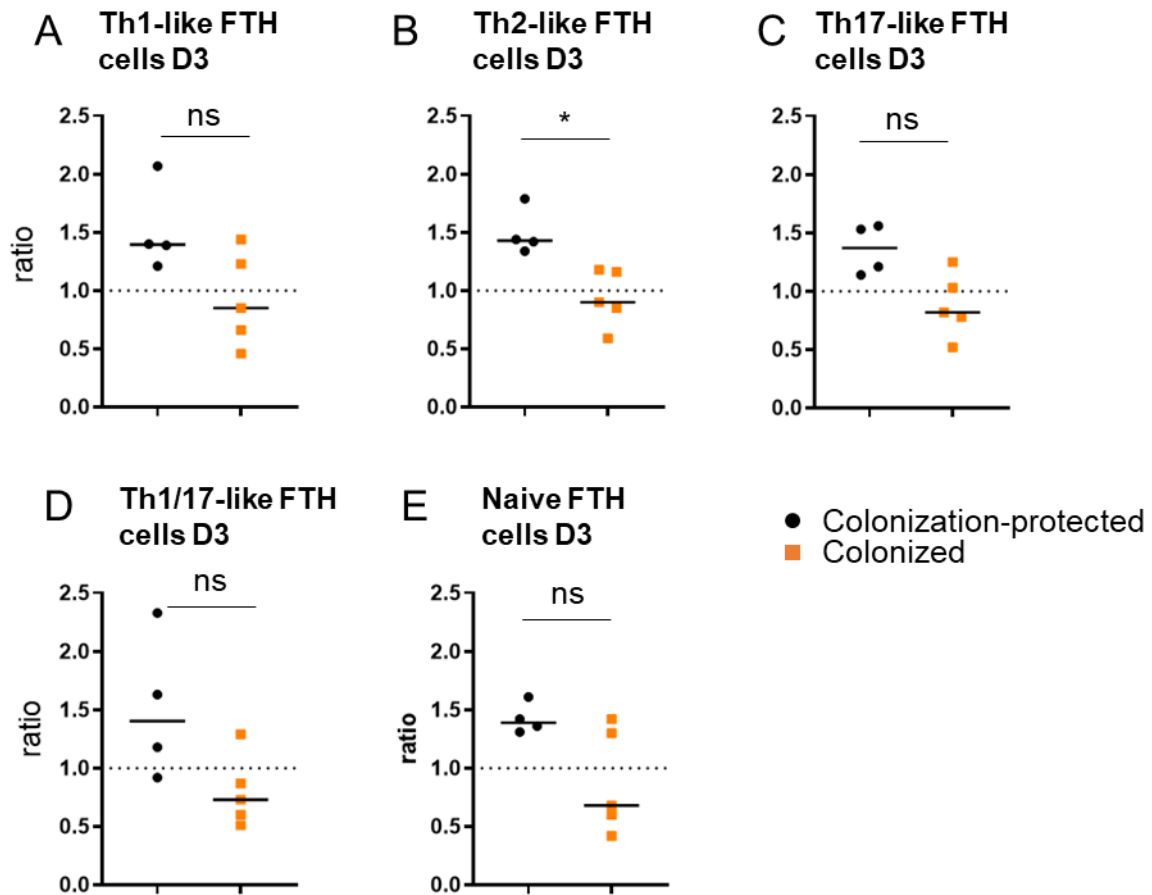 A Th1-like FTH
cells D3
ns
2.5
2.0
1.5
1.0
0.5
0.0
ratio
B Th2-like FTH
cells D3
*
2.5
2.0
1.5
1.0
0.5
0.0
C Th17-like FTH
cells D3
ns
2.5
2.0
1.5
1.0
0.5
0.0
D Th1/17-like FTH
cells D3
ns
2.5
2.0
1.5
1.0
0.5
0.0
ratio
E Naive FTH
cells D3
ns
2.5
2.0
1.5
1.0
0.5
0.0
ratio
Colonization-protected
Colonized